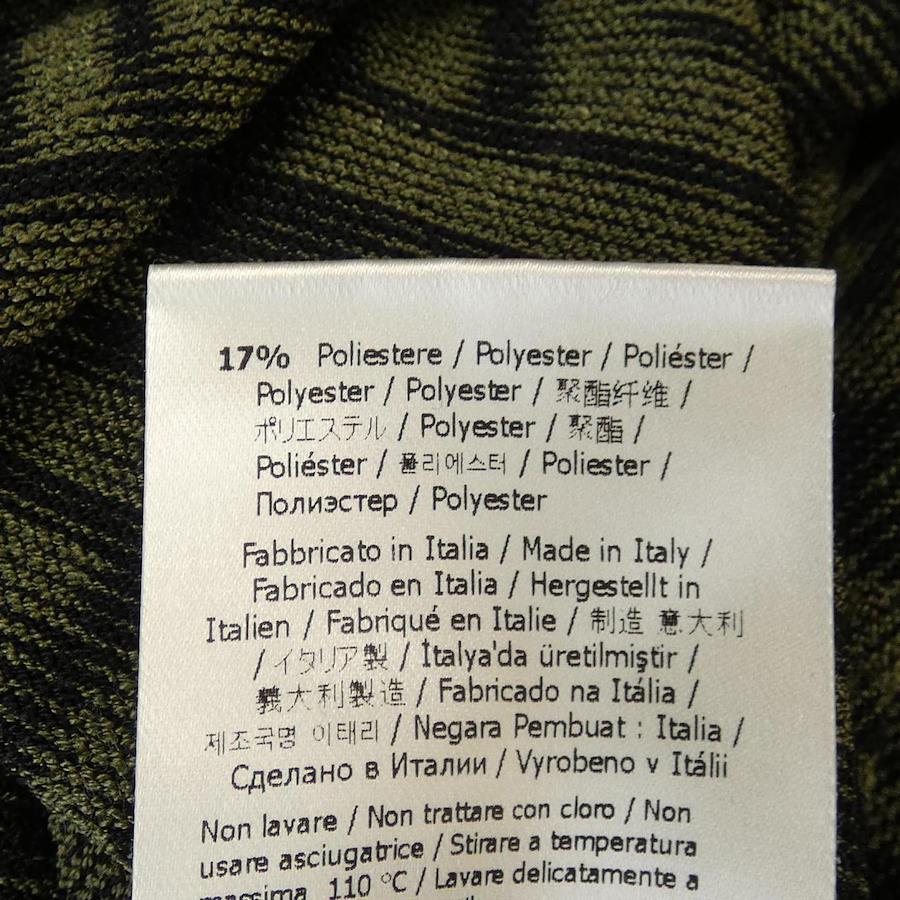 17% Poliestere / Polyester / Poliéster /
Polyester / Polyester / 聚酯纤维 /
ポリエステル / Polyester / 聚酯 /
Poliéster / 폴리에스터 / Poliester /
Полиэстер / Polyester
Fabbricato in Italia / Made in Italy /
Fabricado en Italia / Hergestellt in
Italien / Fabriqué en Italie / 制造 意大利
/ イタリア製 / İtalya'da üretilmiştir /
義大利製造 / Fabricado na Itália /
제조국명 이태리 / Negara Pembuat : Italia /
Сделано в Италии / Vyrobeno v Itálii
Non lavare / Non trattare con cloro / Non
usare asciugatrice / Stirare a temperatura
massima 110 °C / Lavare delicatamente a